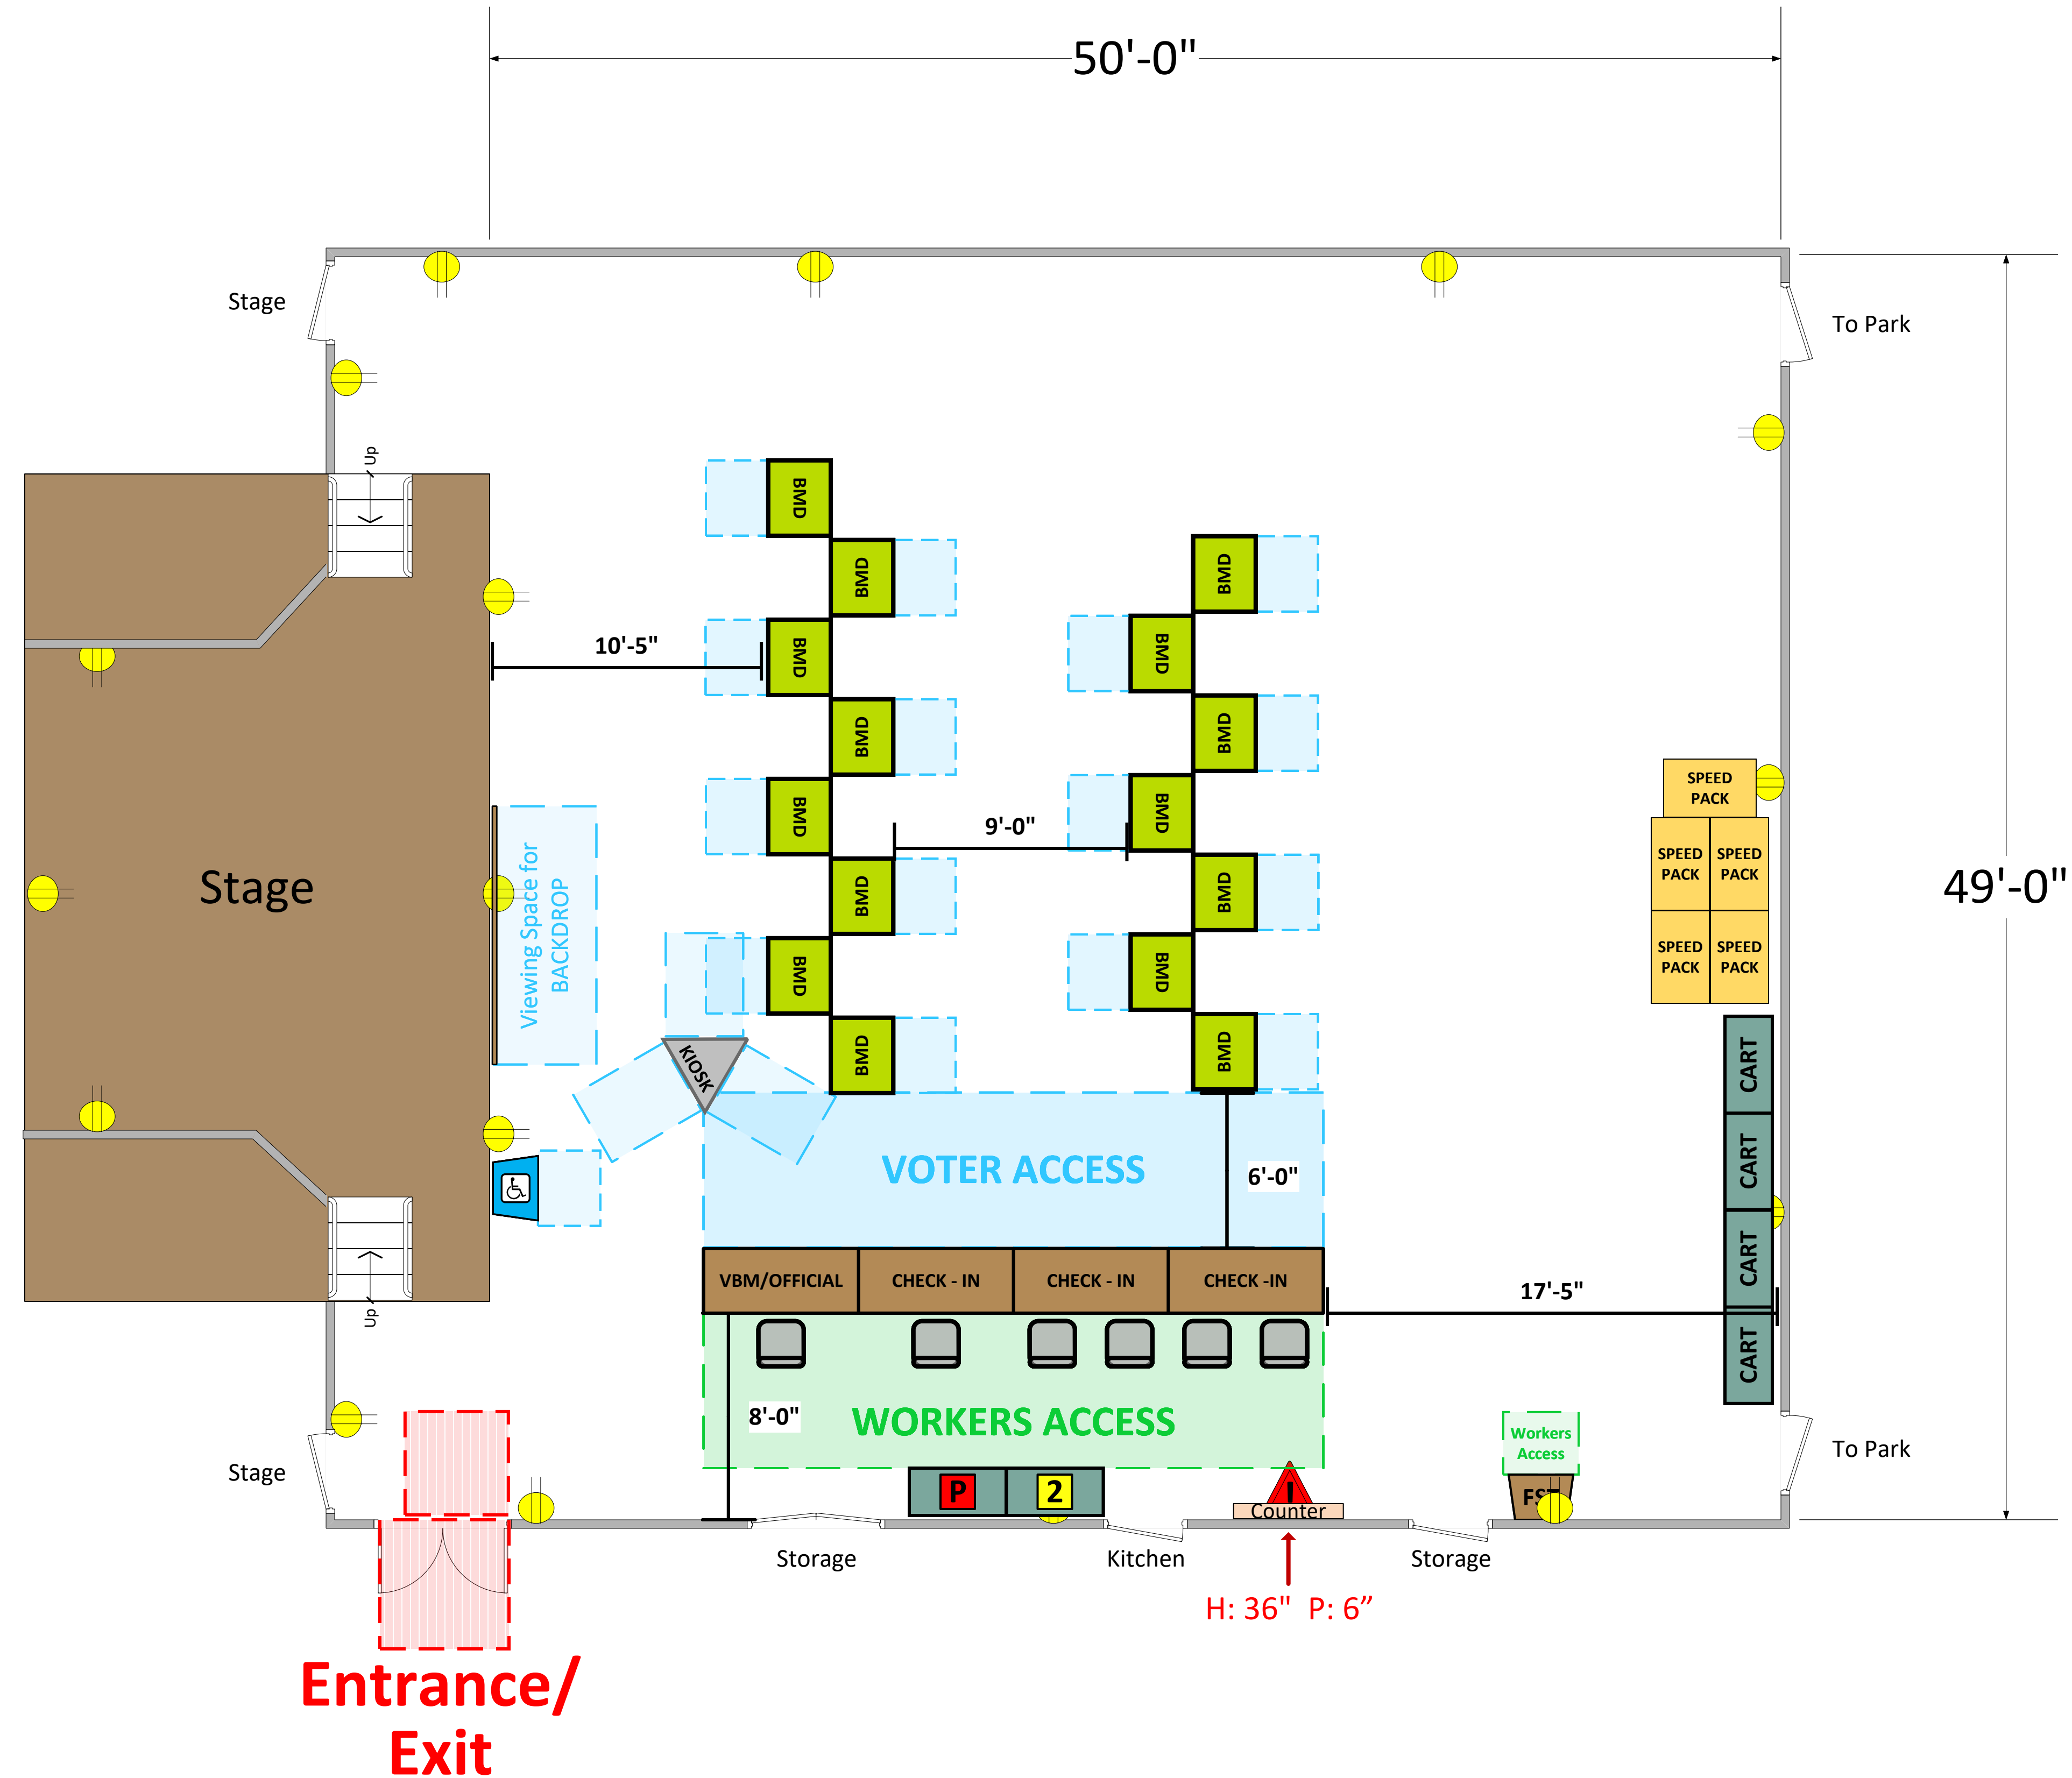 50'-0"
Stage
To Park
Up
BMD
BMD
BMD
BMD
10'-5"
BMD
BMD
BMD
BMD
SPEED
PACK
9'-0"
BMD
BMD
SPEED
PACK
SPEED
PACK
Stage
49'-0"
Viewing Space for
BACKDROP
BMD
BMD
SPEED
PACK
SPEED
PACK
BMD
BMD
BMD
BMD
KIOSK
CART
VOTER ACCESS
6'-0"
CART
VBM/OFFICIAL
CHECK - IN
CHECK - IN
CHECK -IN
CART
17'-5"
Up
CART
8'-0"
WORKERS ACCESS
Workers
Access
Stage
To Park
P
2
!
Counter
FST
Storage
Kitchen
Storage
H: 36" P: 6”
Entrance/
Exit